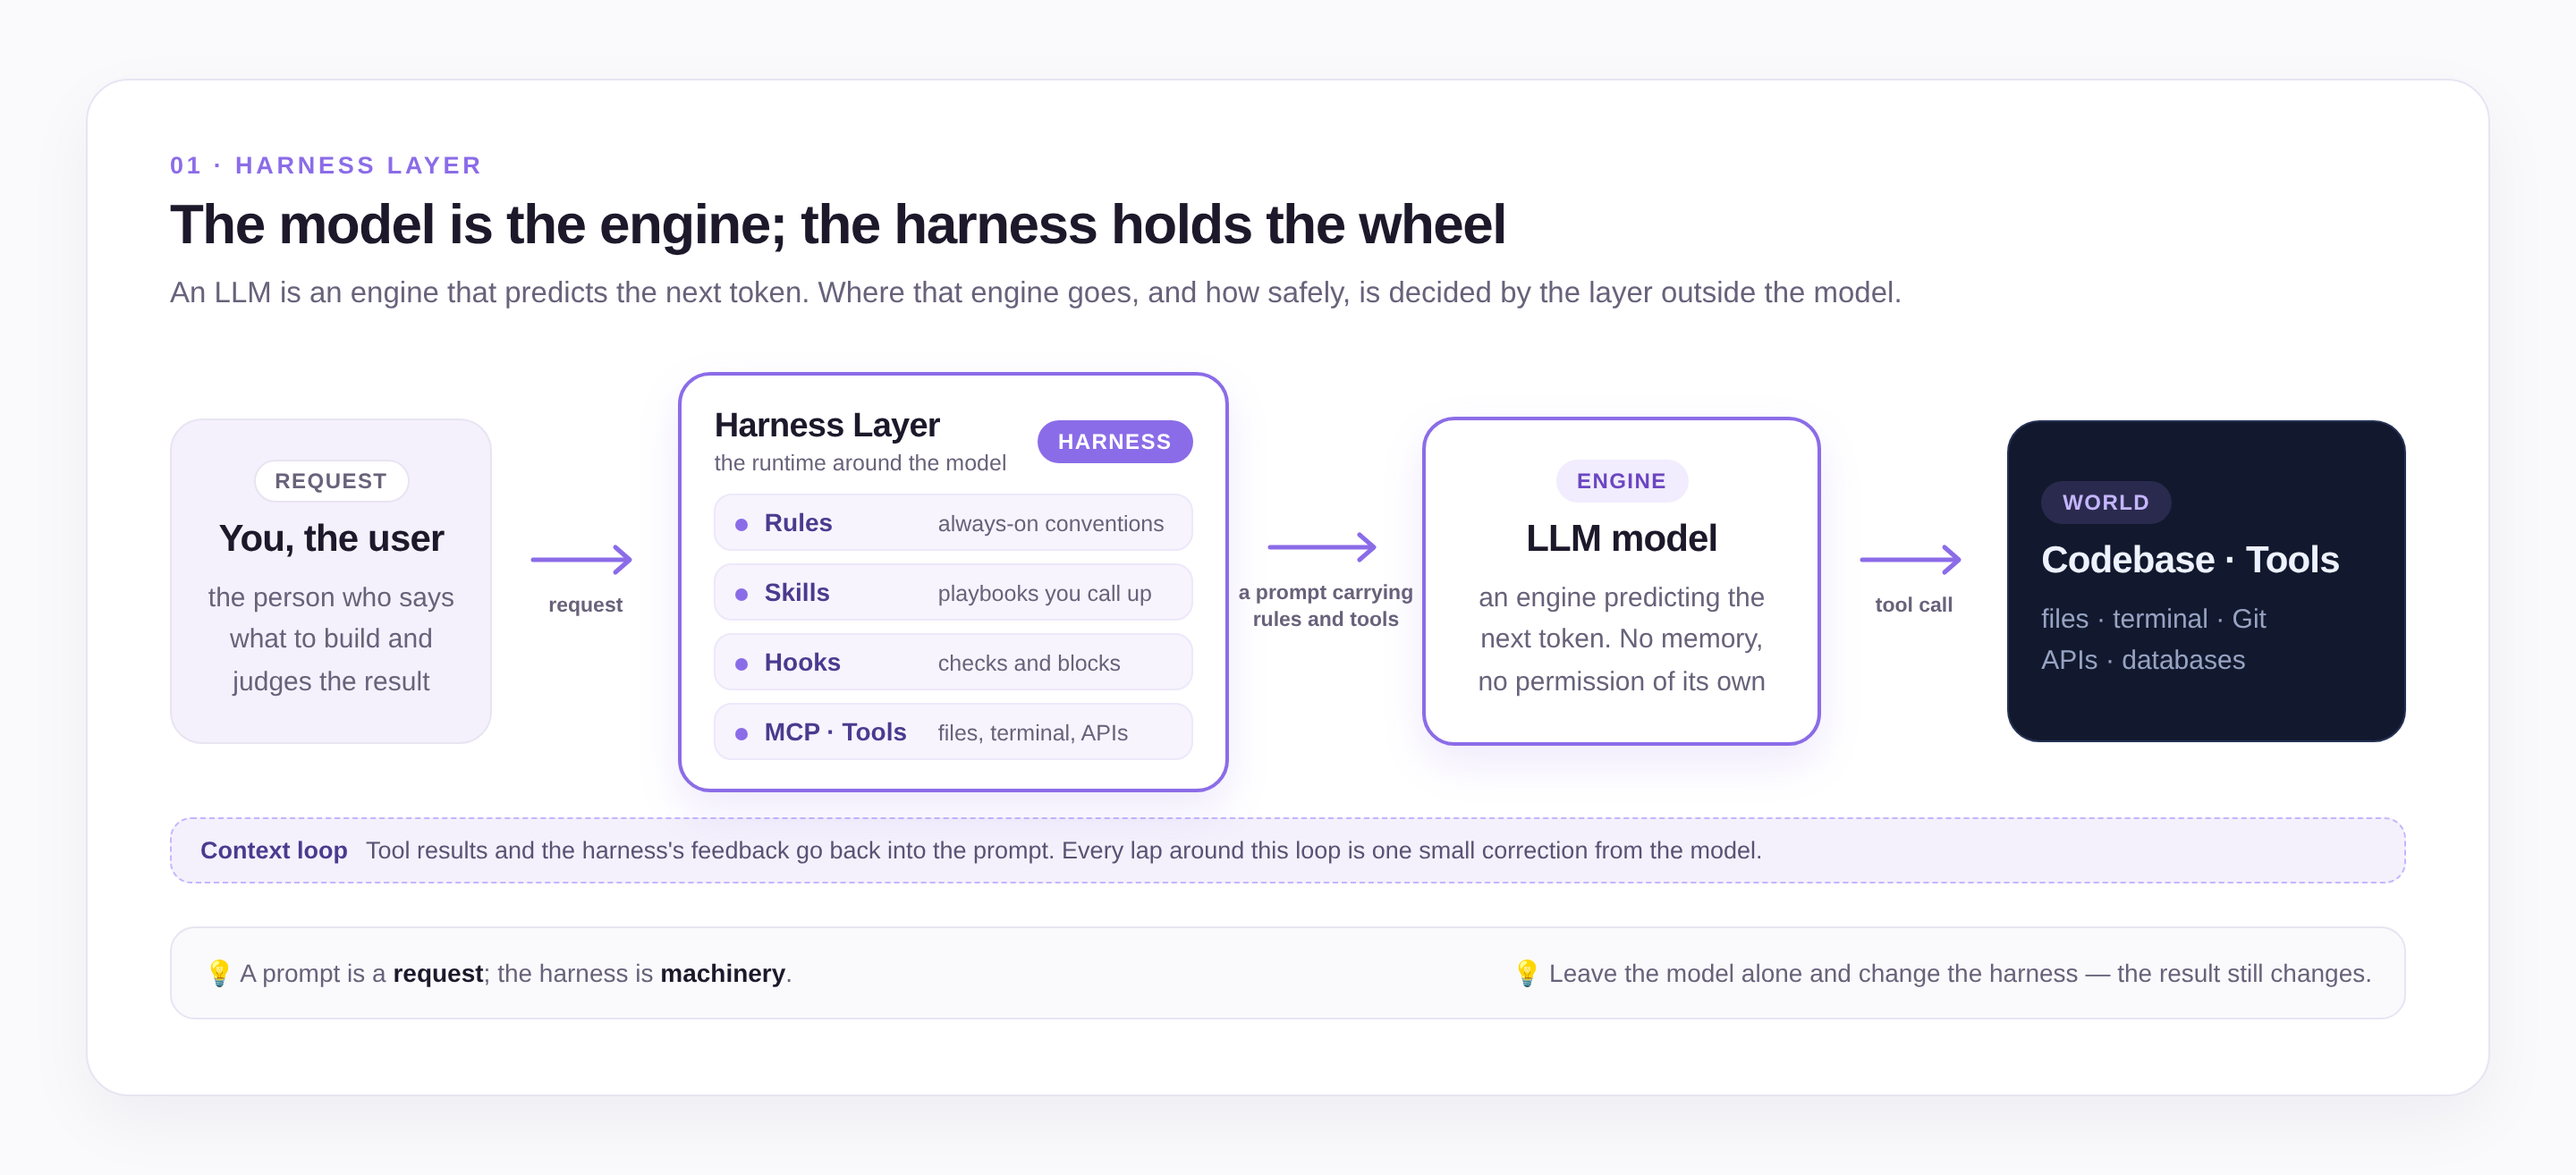 01 · HARNESS LAYER
The model is the engine; the harness holds the wheel
An LLM is an engine that predicts the next token. Where that engine goes, and how safely, is decided by the layer outside the model.
REQUEST
You, the user
the person who says
what to build and
judges the result
request
Harness Layer
the runtime around the model
HARNESS
Rules always-on conventions
Skills playbooks you call up
Hooks checks and blocks
MCP · Tools files, terminal, APIs
a prompt carrying
rules and tools
ENGINE
LLM model
an engine predicting the
next token. No memory,
no permission of its own
tool call
WORLD
Codebase · Tools
files · terminal · Git
APIs · databases
Context loop Tool results and the harness's feedback go back into the prompt. Every lap around this loop is one small correction from the model.
💡 A prompt is a request; the harness is machinery.
💡 Leave the model alone and change the harness — the result still changes.